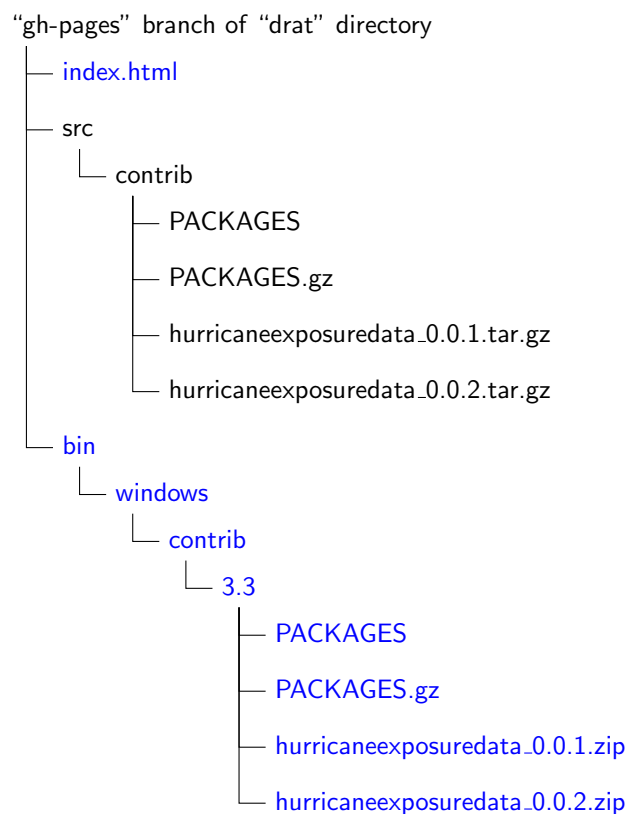 “gh-pages” branch of “drat” directory
index.html
src
contrib
PACKAGES
PACKAGES.gz
hurricaneexposuredata_0.0.1.tar.gz
hurricaneexposuredata_0.0.2.tar.gz
bin
windows
contrib
3.3
PACKAGES
PACKAGES.gz
hurricaneexposuredata_0.0.1.zip
hurricaneexposuredata_0.0.2.zip